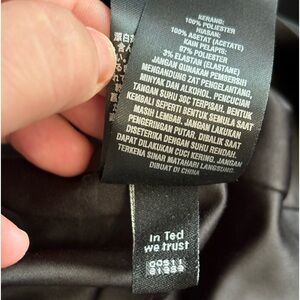 KERANG:
100% POLIESTER
HIASAN:
100% ASETAT (ACETATE)
KAIN PELAPIS:
97% POLIESTER
3% ELASTAN (ELASTANE)
JANGAN GUNAKAN PEMBERSIH
MENGANDUNG ZAT PENGELANTANG,
MINYAK DAN ALKOHOL. PENCUCIAN
TANGAN SUHU 30C TERPISAH. BENTUK
KEMBALI SEPERTI BENTUK SEMULA SAAT
MASIH LEMBAB. JANGAN LAKUKAN
PENGERINGAN PUTAR. DIBALIK SAAT
DISETERIKA DENGAN SUHU RENDAH.
DAPAT DILAKUKAN CUCI KERING. JANGAN
TERKENA SINAR MATAHARI LANGSUNG.
DIBUAT DI CHINA
In Ted
we trust